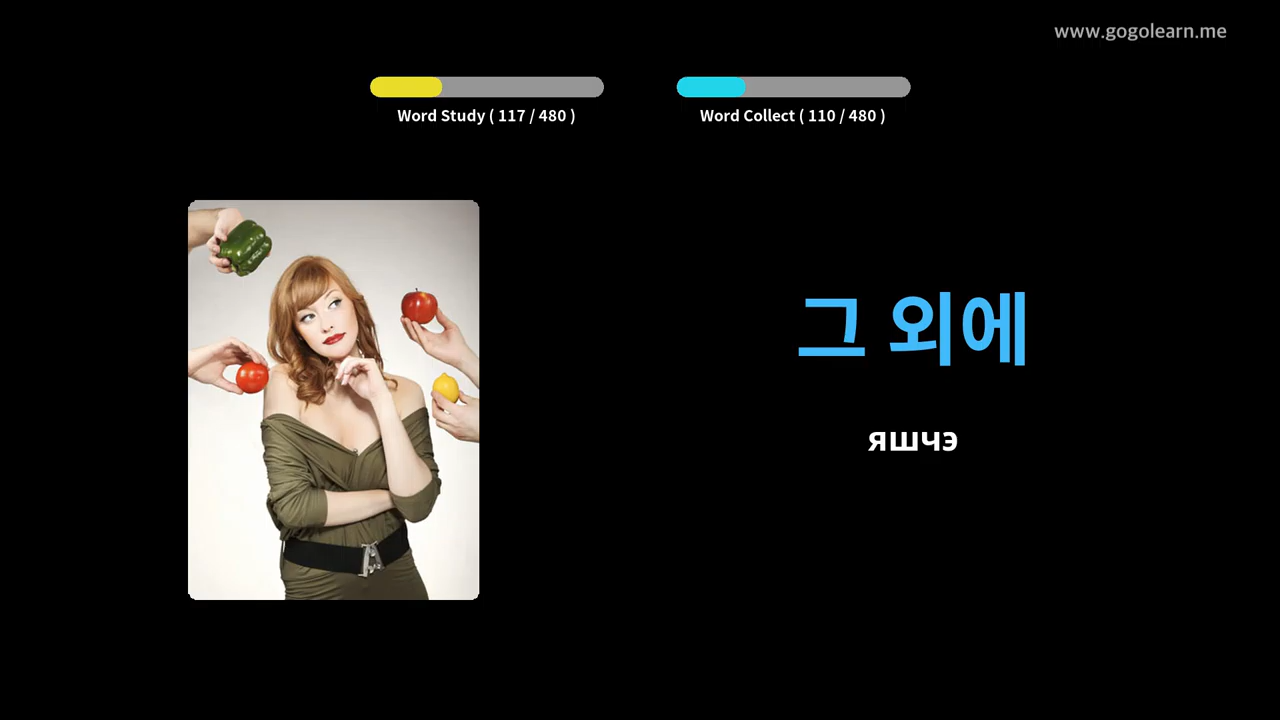 www.gogolearn.me
Word Study ( 117 / 480 )
Word Collect ( 110 / 480 )
그 외에
яшчэ